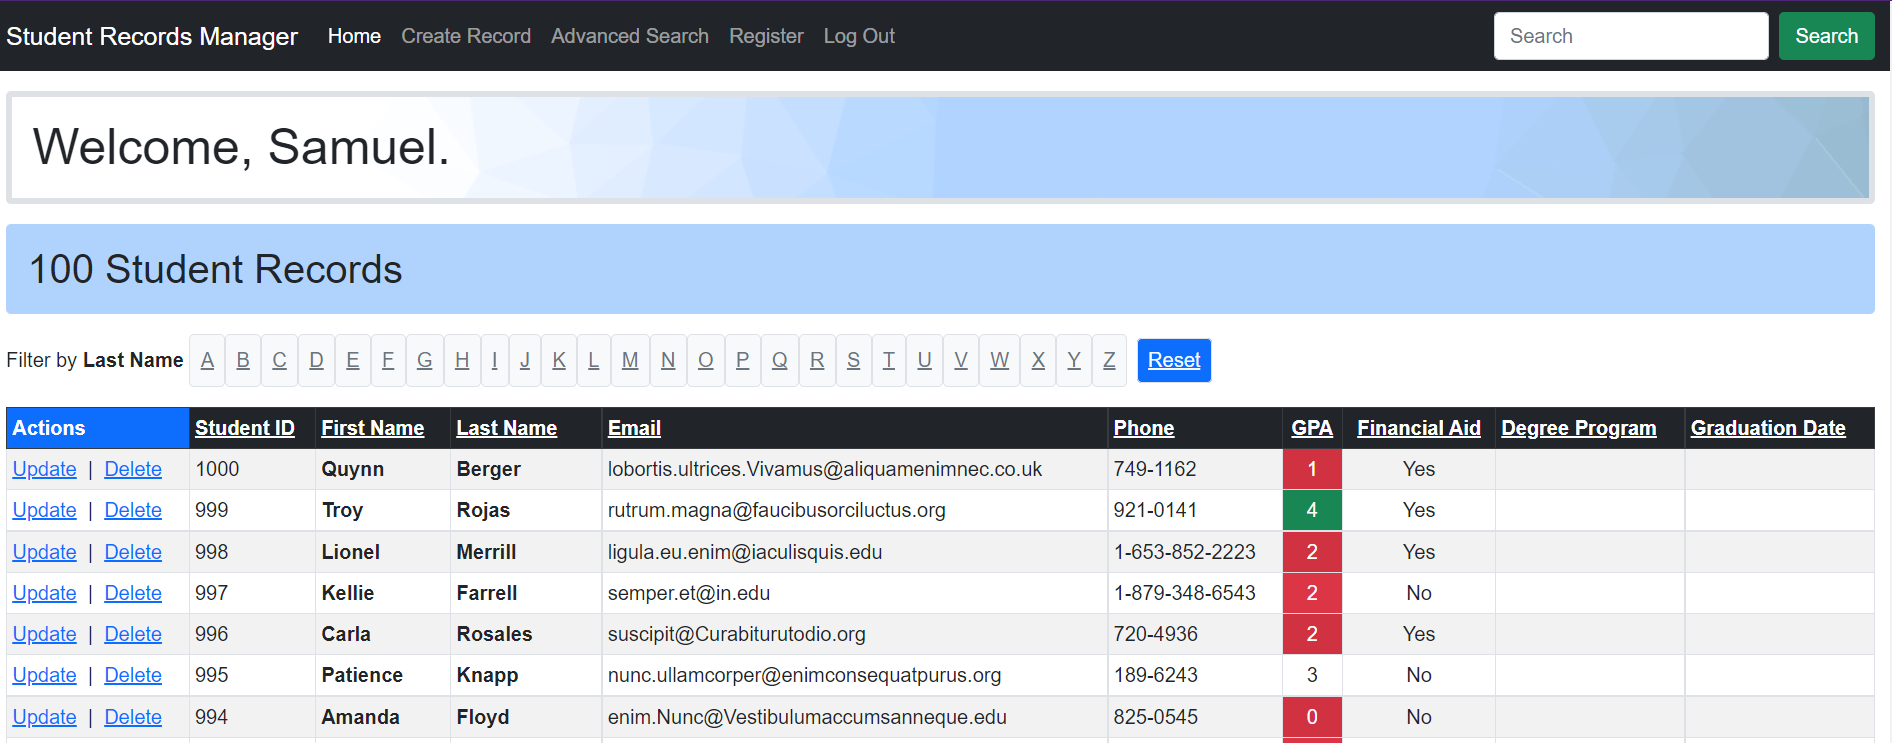 Student Records Manager Home Create Record Advanced Search Register Log Out Search Search
Welcome, Samuel.
100 Student Records
Filter by Last Name A B C D E F G H I J K L M N O P Q R S T U V W X Y Z Reset
Actions Student ID First Name Last Name Email Phone GPA Financial Aid Degree Program Graduation Date
Update | Delete 1000 Quynn Berger lobortis.ultrices.Vivamus@aliquamenimnec.co.uk 749-1162 1 Yes
Update | Delete 999 Troy Rojas rutrum.magna@faucibusorciluctus.org 921-0141 4 Yes
Update | Delete 998 Lionel Merrill ligula.eu.enim@iaculisquis.edu 1-653-852-2223 2 Yes
Update | Delete 997 Kellie Farrell semper.et@in.edu 1-879-348-6543 2 No
Update | Delete 996 Carla Rosales suscipit@Curabiturutodio.org 720-4936 2 Yes
Update | Delete 995 Patience Knapp nunc.ullamcorper@enimconsequatpurus.org 189-6243 3 No
Update | Delete 994 Amanda Floyd enim.Nunc@Vestibulumaccumsanneque.edu 825-0545 0 No